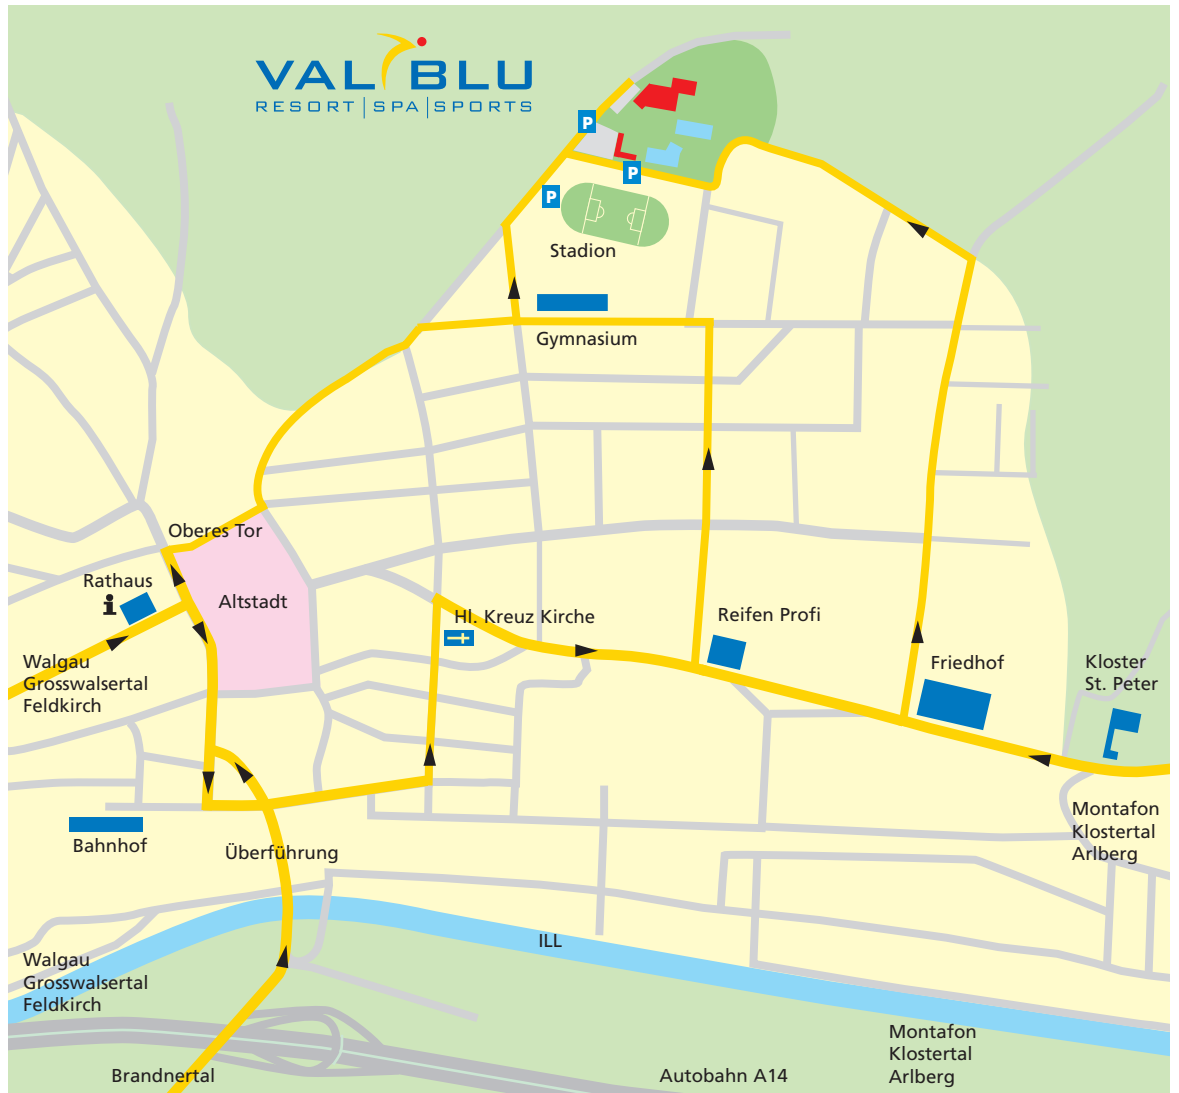 VAL BLU
RESORT|SPA|SPORTS
P
P
P
Stadion
Gymnasium
Oberes Tor
Rathaus
i
Altstadt
Hl. Kreuz Kirche
Reifen Profi
Walgau
Grosswalsertal
Feldkirch
Friedhof
Kloster
St. Peter
Montafon
Klostertal
Arlberg
Bahnhof
Überführung
ILL
Walgau
Grosswalsertal
Feldkirch
Montafon
Klostertal
Arlberg
Brandnertal
Autobahn A14